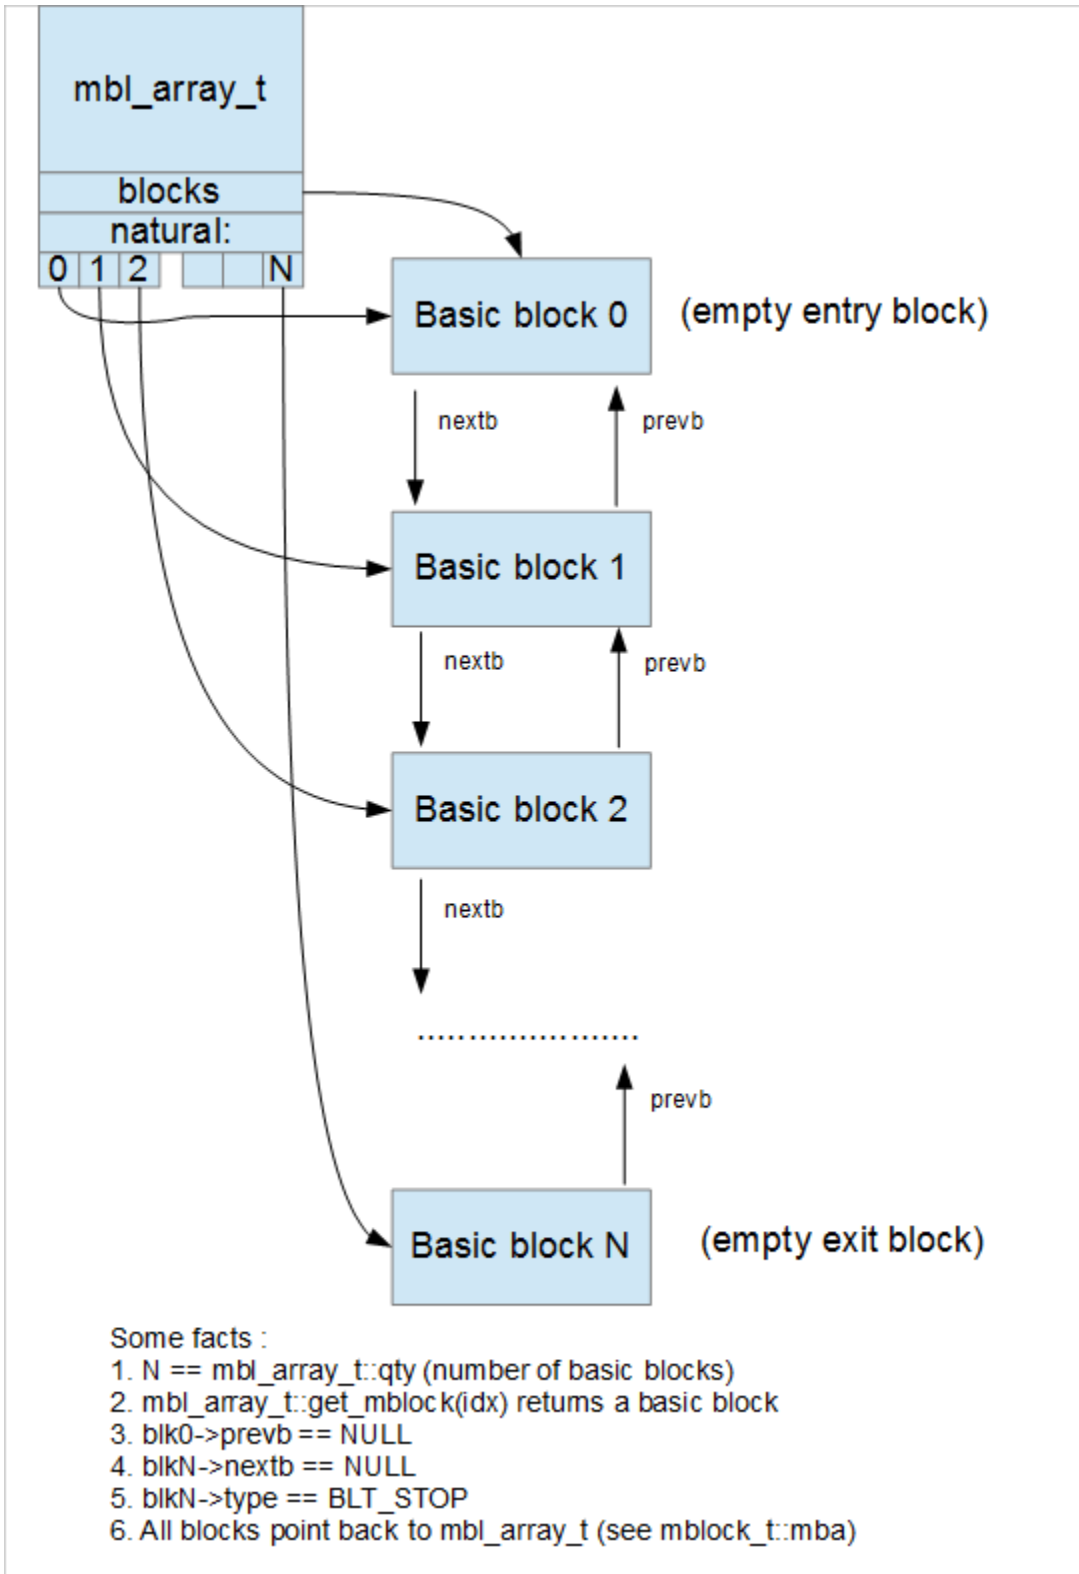 mbl_array_t
blocks
natural:
0 1 2 N
Basic block 0 (empty entry block)
nextb prevb
Basic block 1
nextb prevb
Basic block 2
nextb
.......................
prevb
Basic block N (empty exit block)
Some facts :
1. N == mbl_array_t::qty (number of basic blocks)
2. mbl_array_t::get_mblock(idx) returns a basic block
3. blk0->prevb == NULL
4. blkN->nextb == NULL
5. blkN->type == BLT_STOP
6. All blocks point back to mbl_array_t (see mblock_t::mba)